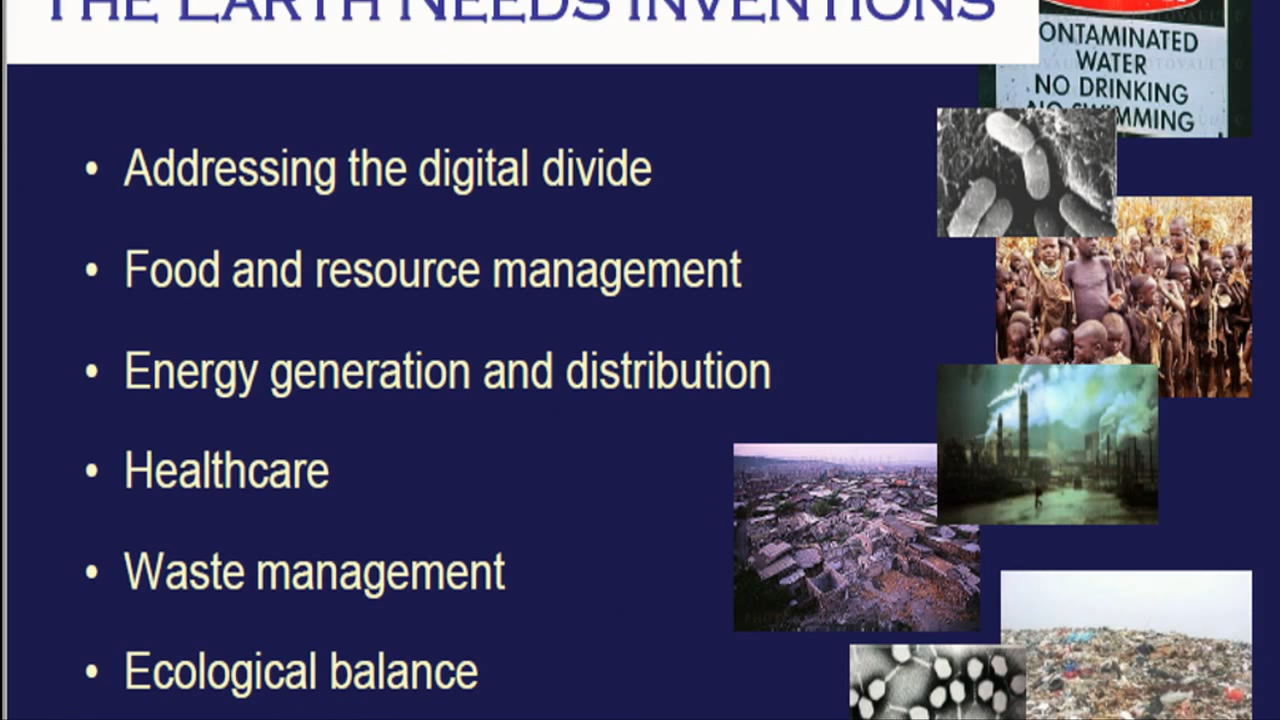 THE EARTH NEEDS INVENTIONS
CONTAMINATED
WATER
NO DRINKING
NO SWIMMING
• Addressing the digital divide
• Food and resource management
• Energy generation and distribution
• Healthcare
• Waste management
• Ecological balance